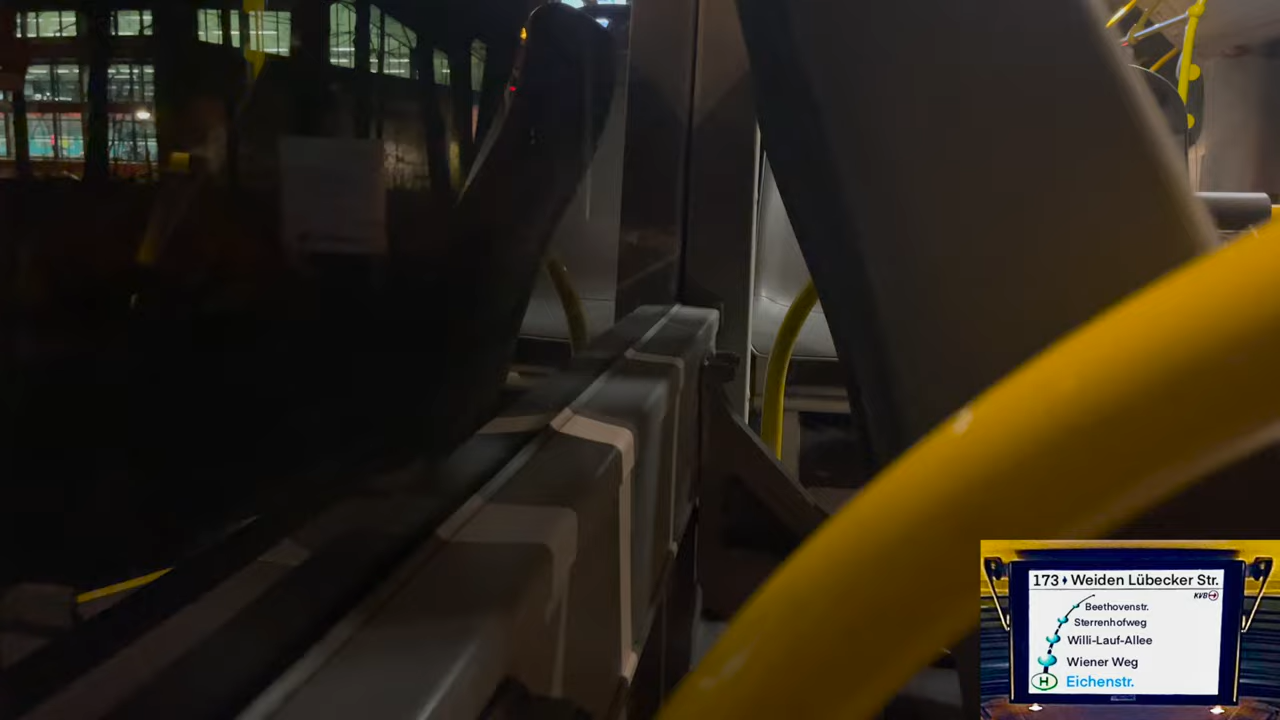 173 Weiden Lübecker Str.
KVB
Beethovenstr.
Sterrenhofweg
Willi-Lauf-Allee
Wiener Weg
H Eichenstr.